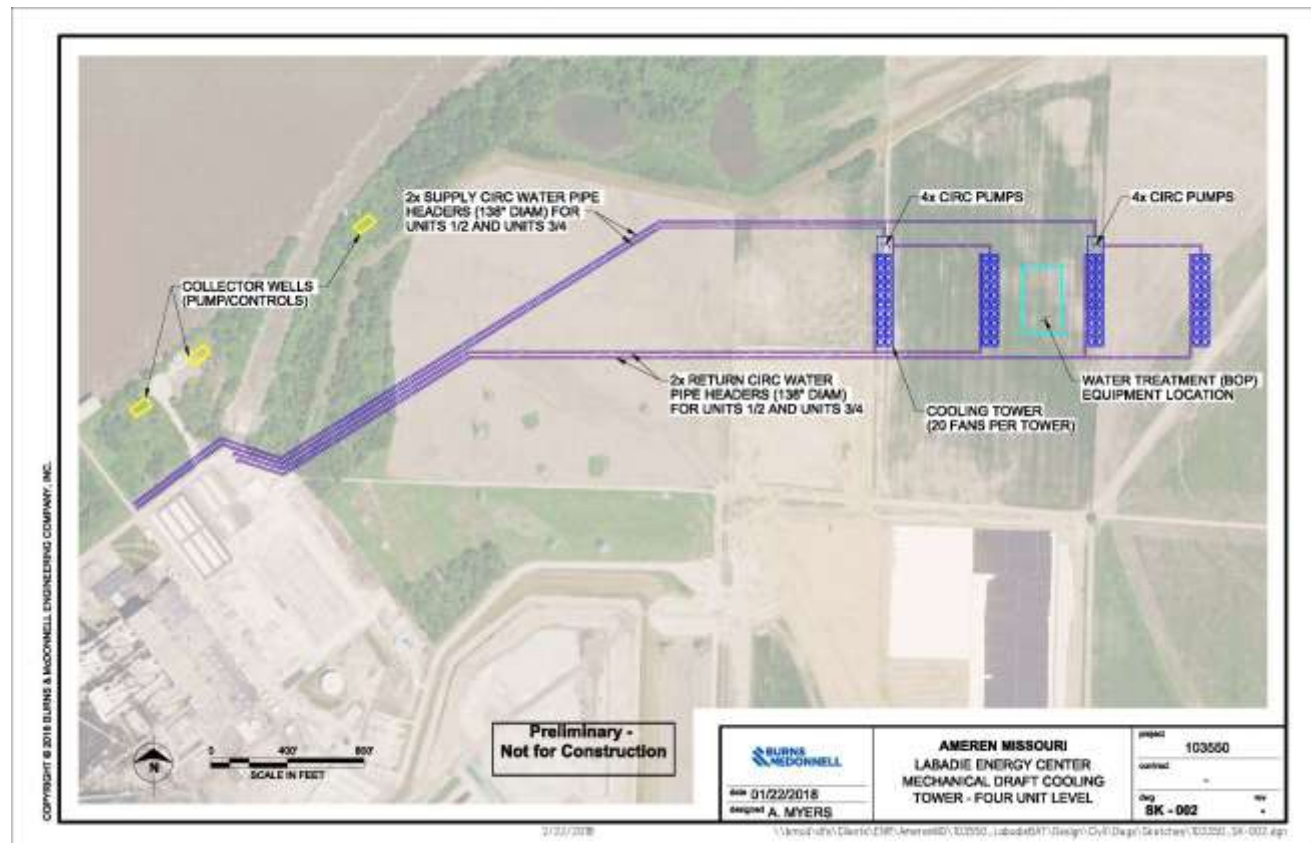 2x SUPPLY CIRC WATER PIPE
HEADERS (136" DIAM) FOR
UNITS 1/2 AND UNITS 3/4
4x CIRC PUMPS
4x CIRC PUMPS
COLLECTOR WELLS
(PUMP/CONTROLS)
2x RETURN CIRC WATER
PIPE HEADERS (136" DIAM)
FOR UNITS 1/2 AND UNITS 3/4
COOLING TOWER
(20 FANS PER TOWER)
WATER TREATMENT (BOP)
EQUIPMENT LOCATION
COPYRIGHT © 2018 BURNS & McDONNELL ENGINEERING COMPANY, INC.
N
0 400' 800'
SCALE IN FEET
Preliminary -
Not for Construction
BURNS
MCDONNELL
date 01/22/2018
designed A. MYERS
AMEREN MISSOURI
LABADIE ENERGY CENTER
MECHANICAL DRAFT COOLING
TOWER - FOUR UNIT LEVEL
project
103550
contract
-
dwg rev
SK - 002 -
2/22/2018